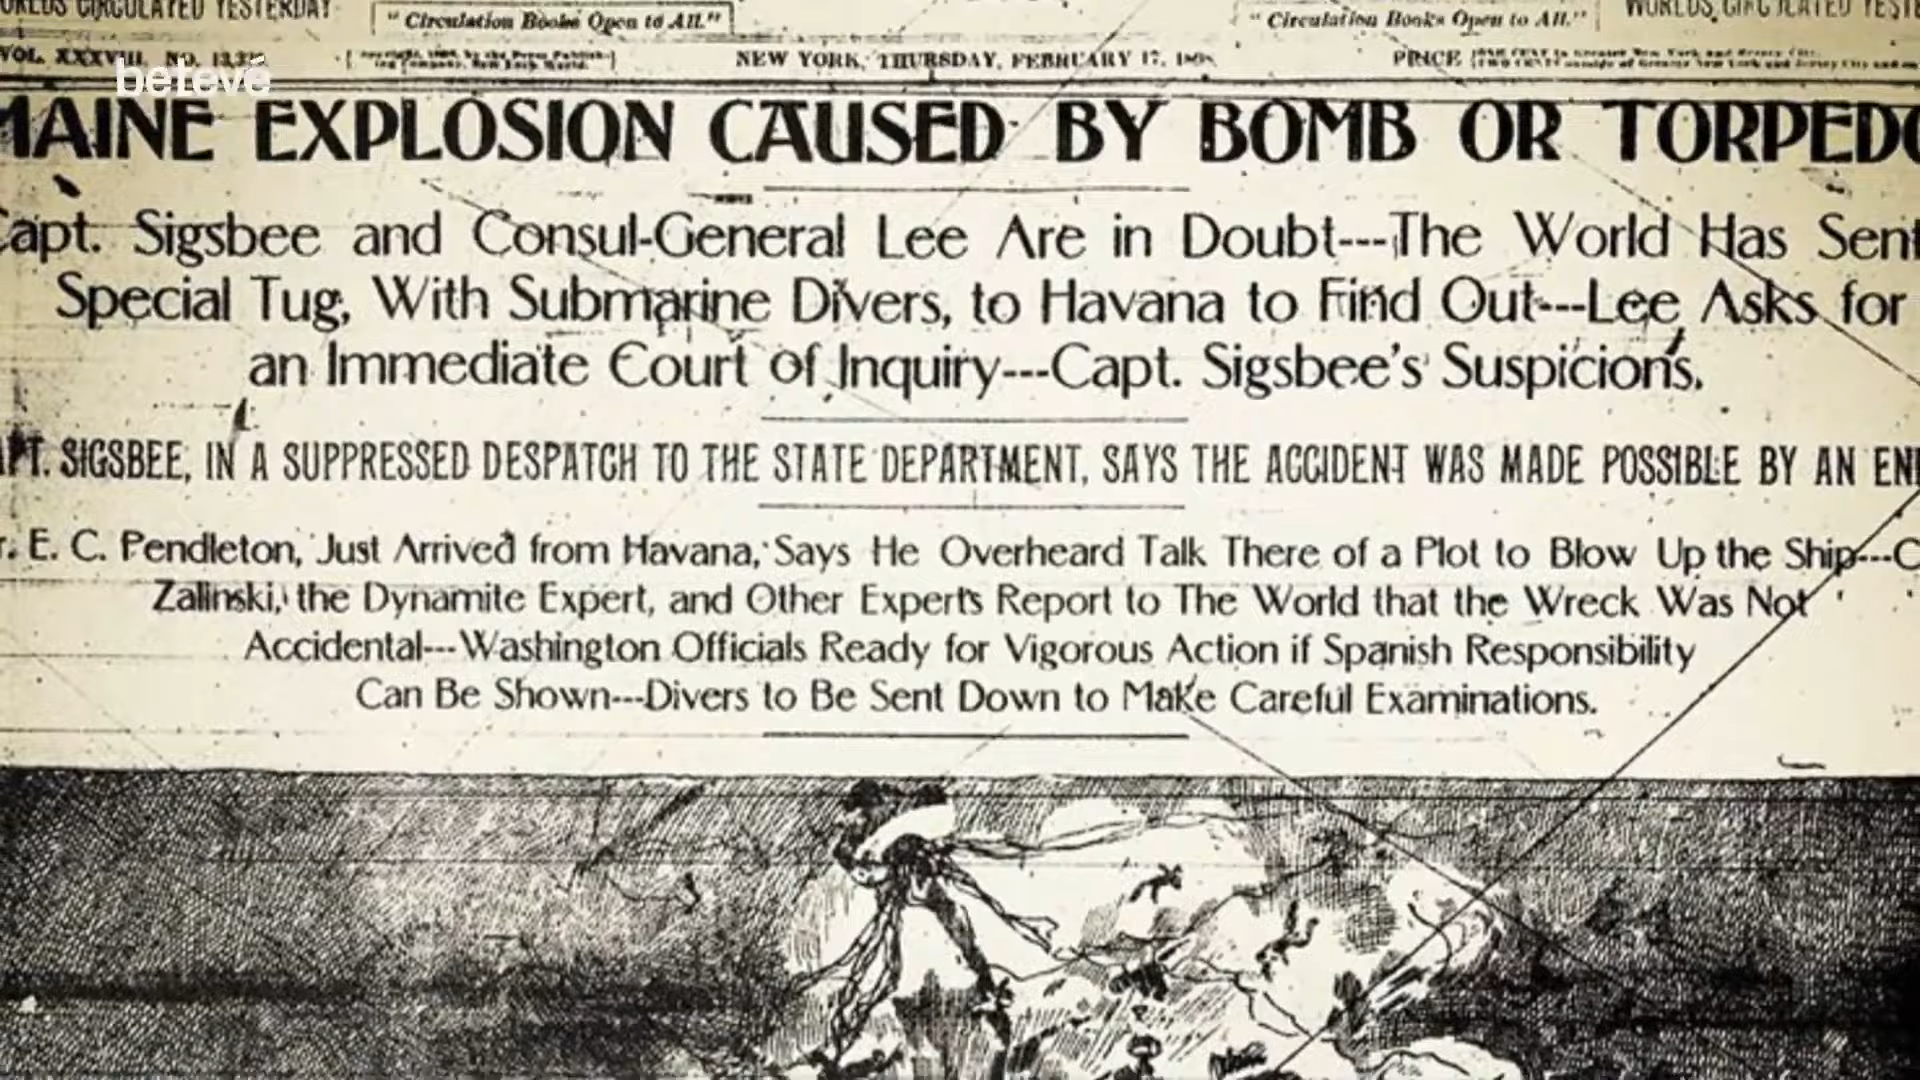 CIRCULATED YESTERDAY
"Circulation Books Open to All."
"Circulation Books Open to All."
WORLDS CIRCULATED
VOL. XXXVIII. NO.
NEW YORK, THURSDAY, FEBRUARY 17,
PRICE
betevé
MAINE EXPLOSION CAUSED BY BOMB OR TORPEDO
Capt. Sigsbee and Consul-General Lee Are in Doubt---The World Has Sent
Special Tug, With Submarine Divers, to Havana to Find Out---Lee Asks for
an Immediate Court of Inquiry---Capt. Sigsbee's Suspicions.
SIGSBEE, IN A SUPPRESSED DESPATCH TO THE STATE DEPARTMENT, SAYS THE ACCIDENT WAS MADE POSSIBLE BY AN
E. C. Pendleton, Just Arrived from Havana, Says He Overheard Talk There of a Plot to Blow Up the Ship---
Zalinski, the Dynamite Expert, and Other Experts Report to The World that the Wreck Was Not
Accidental---Washington Officials Ready for Vigorous Action if Spanish Responsibility
Can Be Shown---Divers to Be Sent Down to Make Careful Examinations.